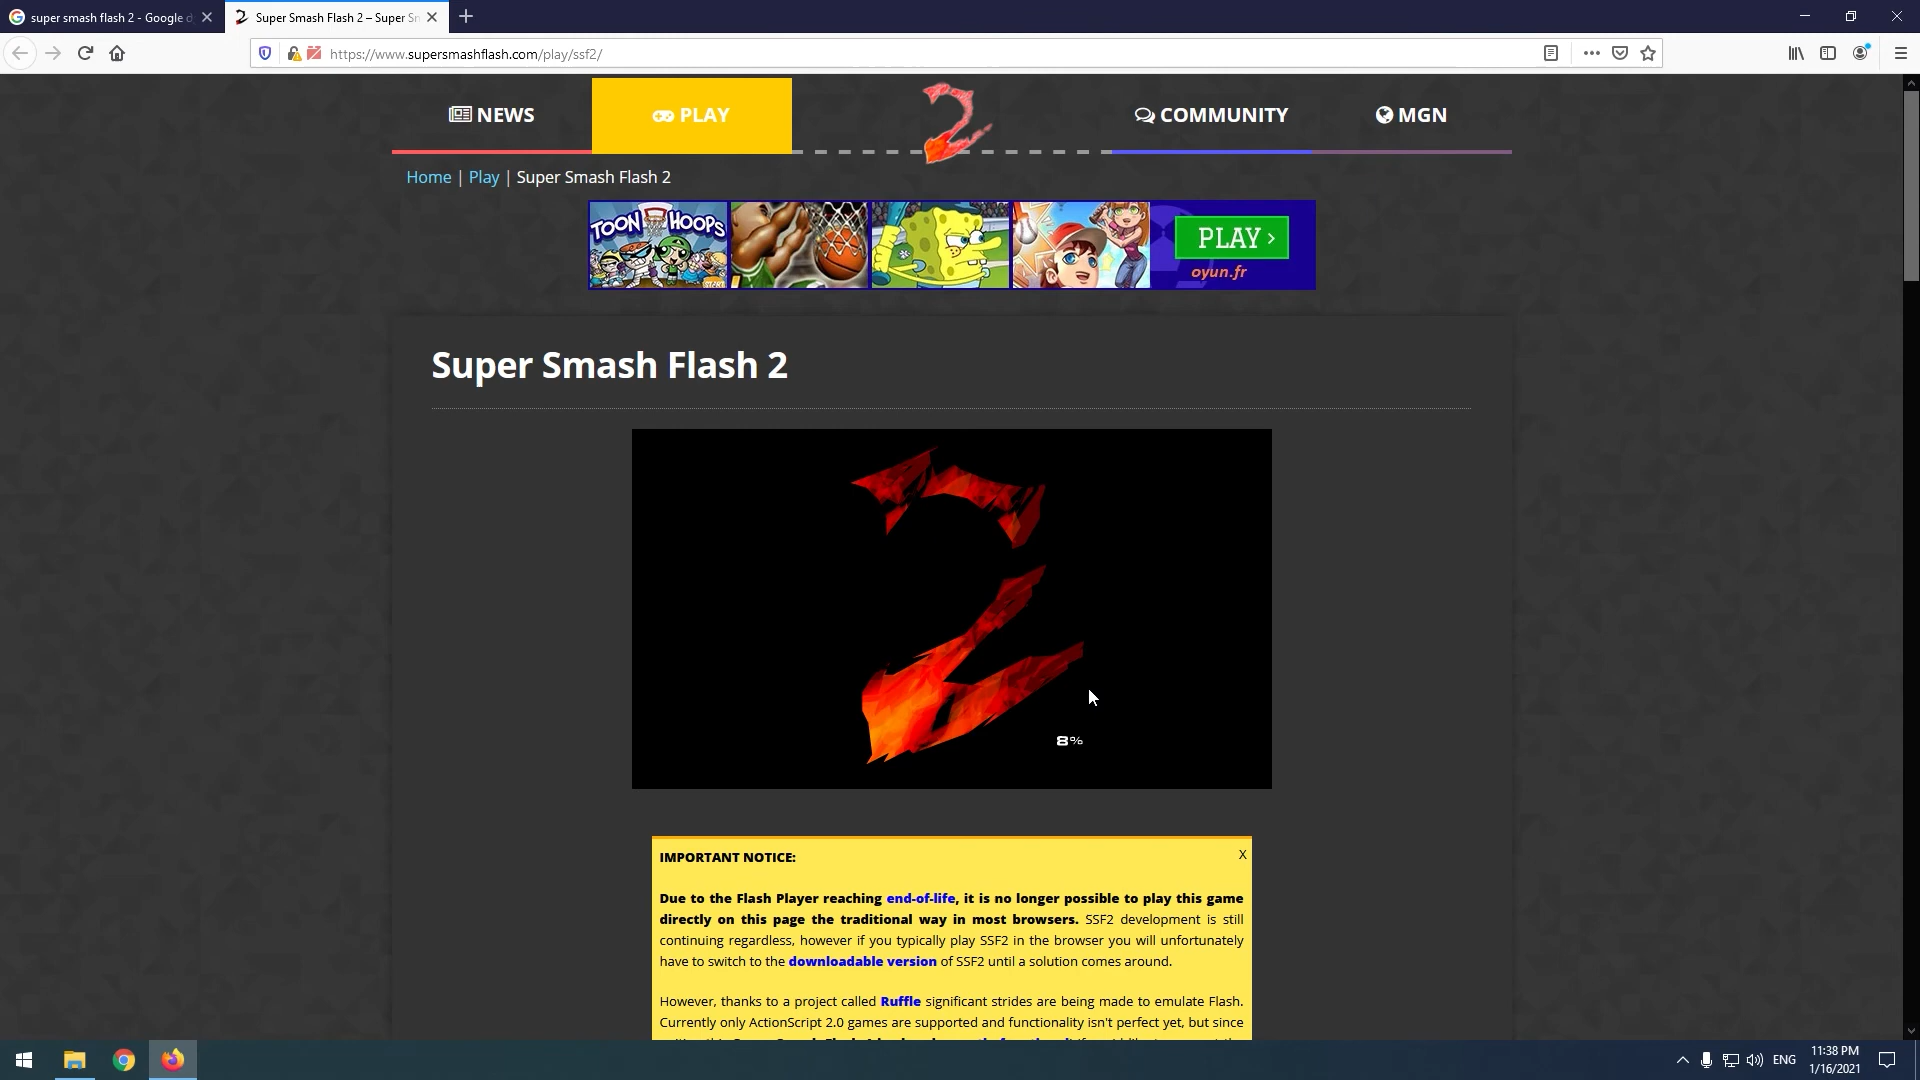 super smash flash 2 - Google d
Super Smash Flash 2 – Super Sm
https://www.supersmashflash.com/play/ssf2/
NEWS
PLAY
COMMUNITY
MGN
Home | Play | Super Smash Flash 2
TOON HOOPS
PLAY >
oyun.fr
Super Smash Flash 2
8%
IMPORTANT NOTICE:
X
Due to the Flash Player reaching end-of-life, it is no longer possible to play this game
directly on this page the traditional way in most browsers. SSF2 development is still
continuing regardless, however if you typically play SSF2 in the browser you will unfortunately
have to switch to the downloadable version of SSF2 until a solution comes around.
However, thanks to a project called Ruffle significant strides are being made to emulate Flash.
Currently only ActionScript 2.0 games are supported and functionality isn't perfect yet, but since
ENG
11:38 PM
1/16/2021